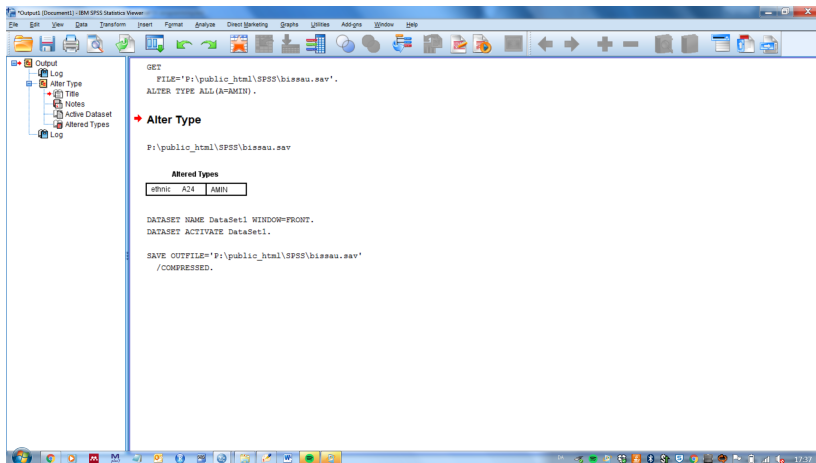 *Output1 [Document1] - IBM SPSS Statistics Viewer
File Edit View Data Transform Insert Format Analyze Direct Marketing Graphs Utilities Add-ons Window Help
Output
Log
Alter Type
Title
Notes
Active Dataset
Altered Types
Log
GET
FILE='P:\public_html\SPSS\bissau.sav'.
ALTER TYPE ALL(A=AMIN).
Alter Type
P:\public_html\SPSS\bissau.sav
Altered Types
ethnic A24 AMIN
DATASET NAME DataSet1 WINDOW=FRONT.
DATASET ACTIVATE DataSet1.
SAVE OUTFILE='P:\public_html\SPSS\bissau.sav'
/COMPRESSED.
17:37